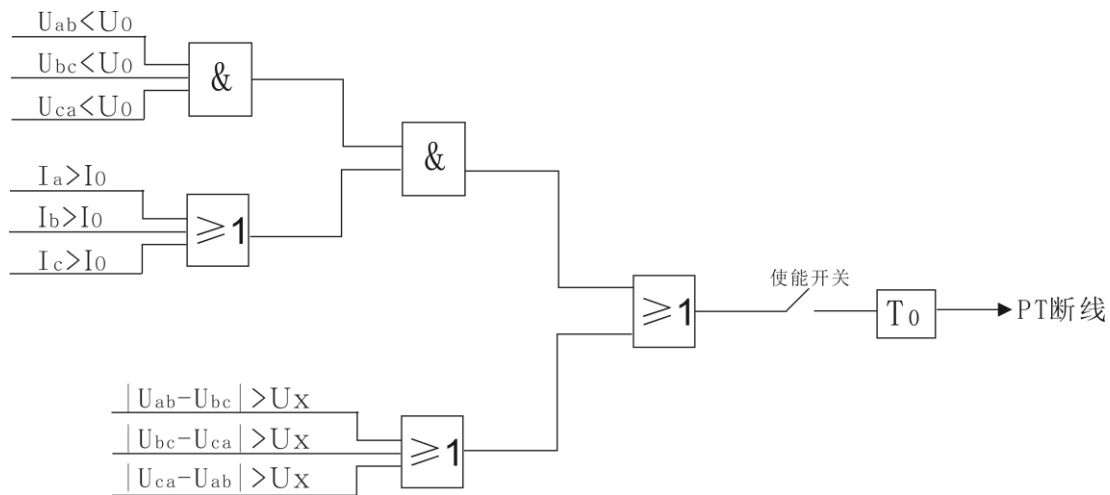 Uab<U0
Ubc<U0
&
Uca<U0
&
Ia>I0
Ib>I0
≥1
Ic>I0
使能开关
≥1
T0
PT断线
|Uab-Ubc|>Ux
|Ubc-Uca|>Ux
≥1
|Uca-Uab|>Ux